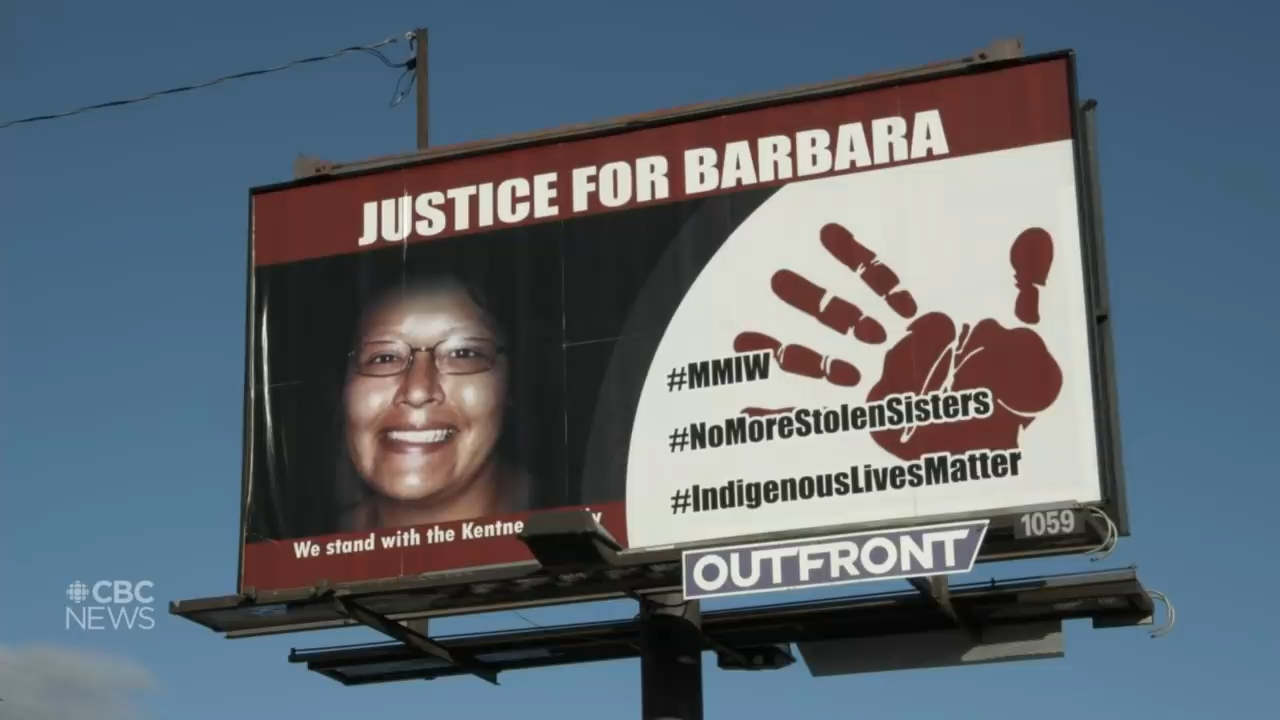 JUSTICE FOR BARBARA
#MMIW
#NoMoreStolenSisters
#IndigenousLivesMatter
We stand with the
1059
OUTFRONT
CBC
NEWS